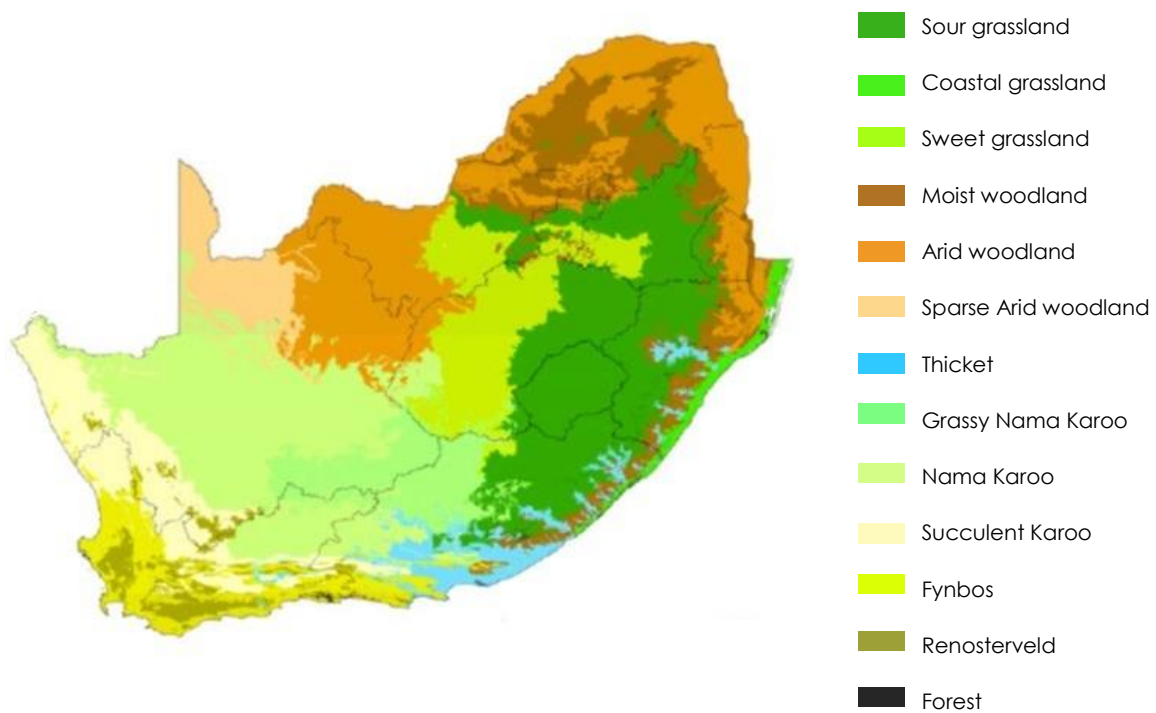 Sour grassland
Coastal grassland
Sweet grassland
Moist woodland
Arid woodland
Sparse Arid woodland
Thicket
Grassy Nama Karoo
Nama Karoo
Succulent Karoo
Fynbos
Renosterveld
Forest